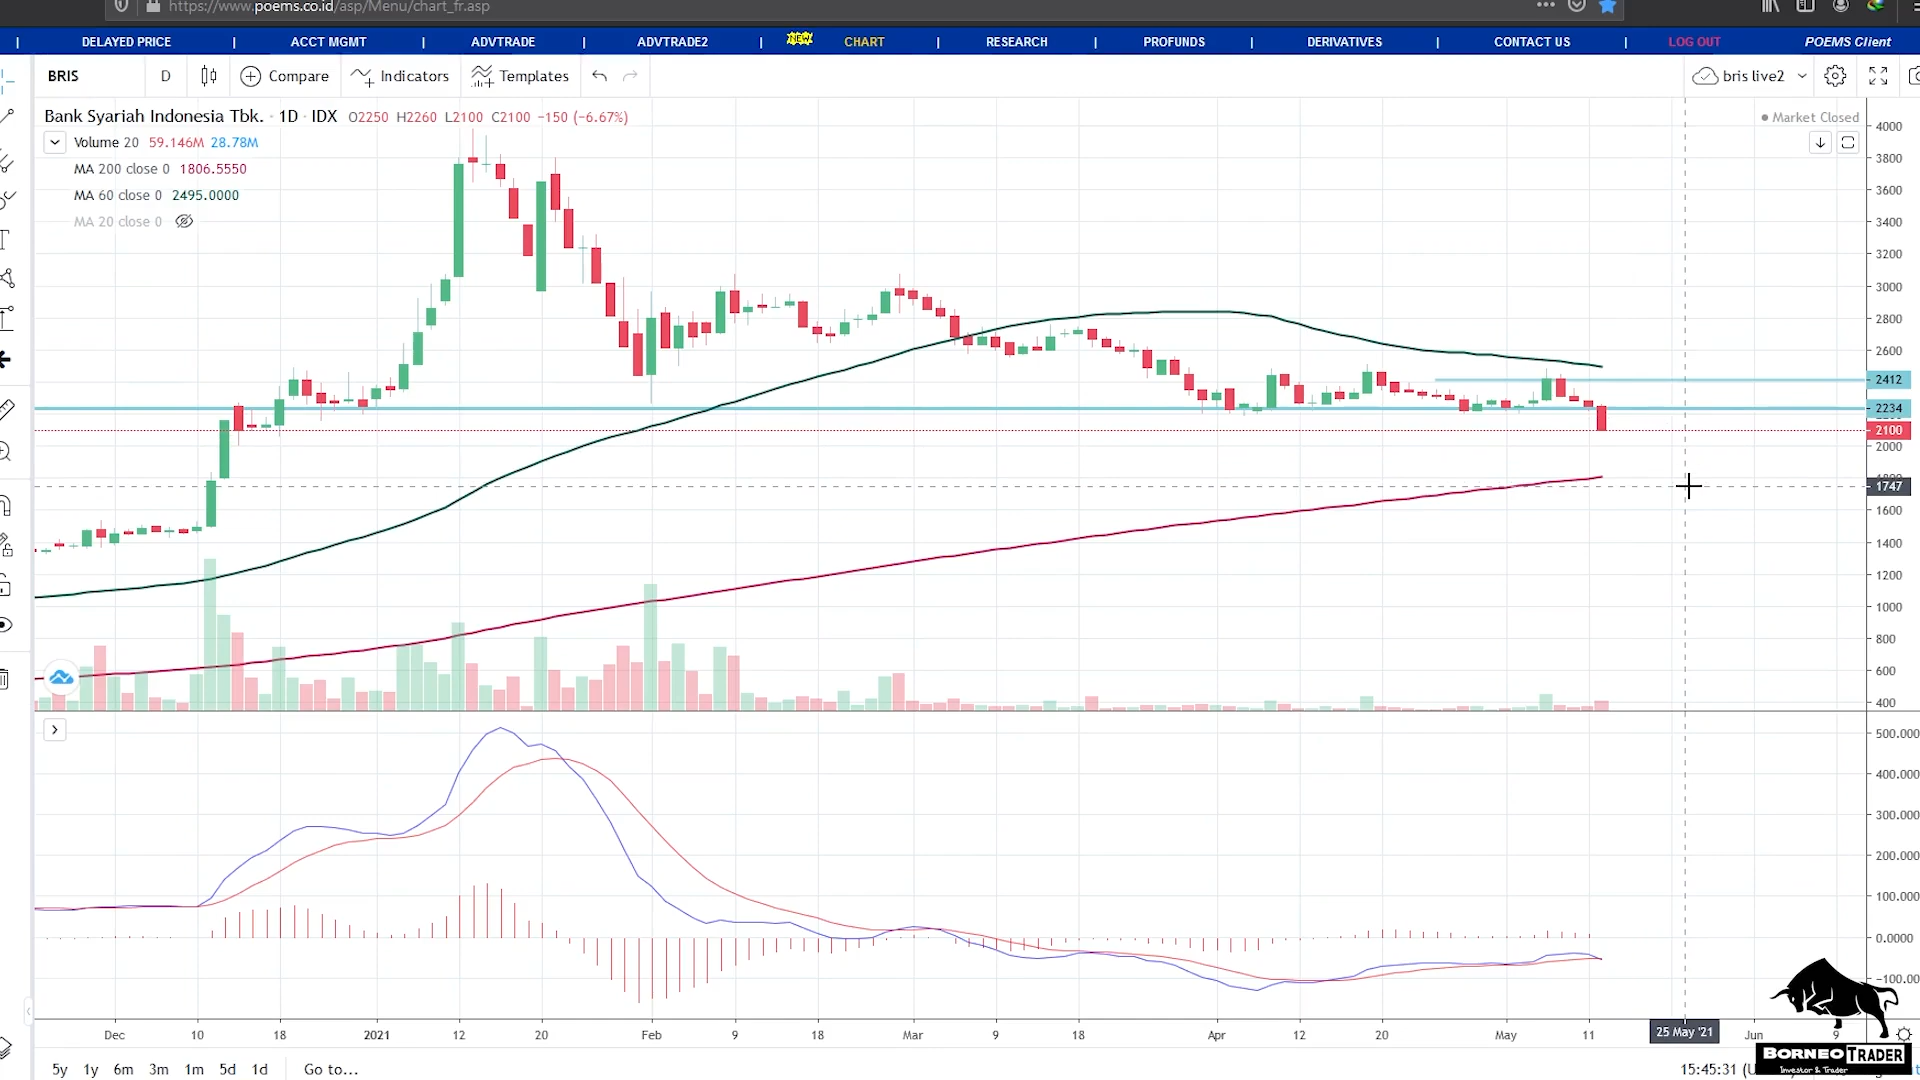 https://www.poems.co.id/asp/Menu/chart_fr.asp
| DELAYED PRICE | ACCT MGMT | ADVTRADE | ADVTRADE2 | NEW CHART | RESEARCH | PROFUNDS | DERIVATIVES | CONTACT US | LOG OUT POEMS Client
BRIS D Compare Indicators Templates bris live2
Bank Syariah Indonesia Tbk. · 1D · IDX O2250 H2260 L2100 C2100 −150 (−6.67%)
Market Closed
Volume 20 59.146M 28.78M
MA 200 close 0 1806.5550
MA 60 close 0 2495.0000
MA 20 close 0
4000
3800
3600
3400
3200
3000
2800
2600
2412
2234
2100
2000
1747
1600
1400
1200
1000
800
600
400
500.000
400.000
300.000
200.000
100.000
0.0000
−100.00
Dec 10 18 2021 12 20 Feb 9 18 Mar 9 18 Apr 12 20 May 11 25 May '21 Jun 9
BORNEO TRADER
Investor & Trader
5y 1y 6m 3m 1m 5d 1d Go to... 15:45:31 (U